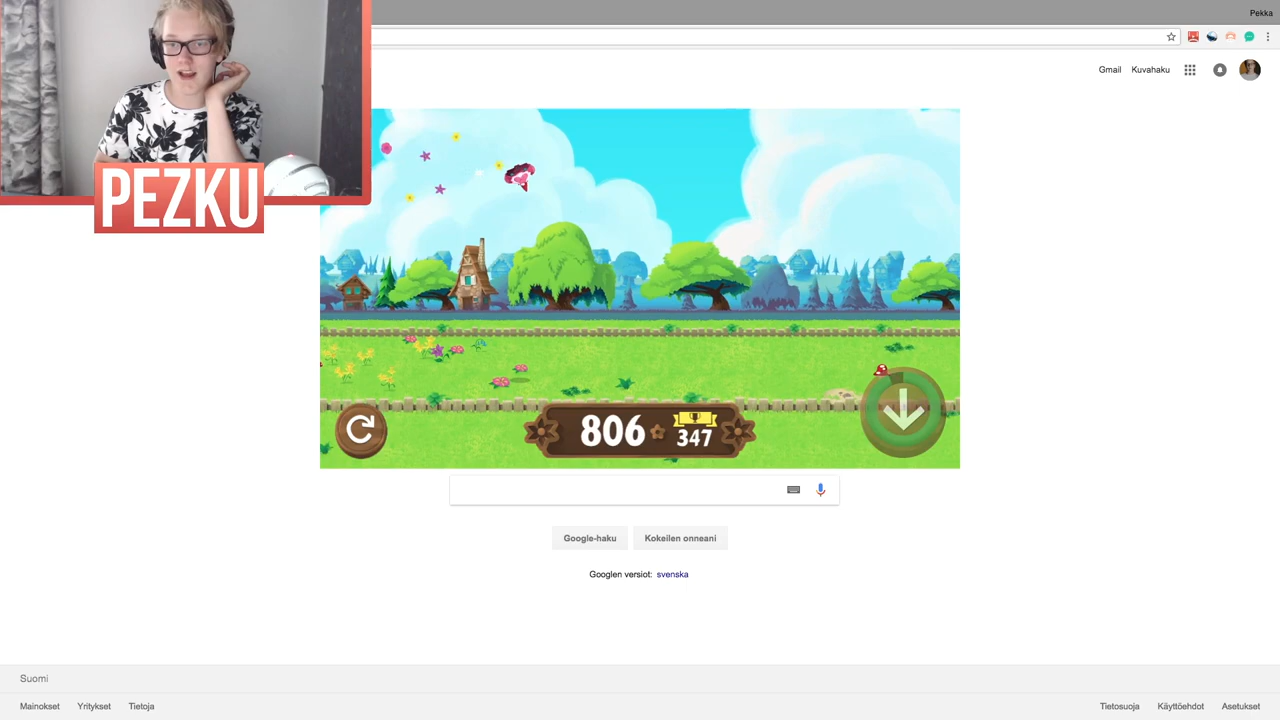 Pekka
Gmail Kuvahaku
PEZKU
806 347
Google-haku Kokeilen onneani
Googlen versiot: svenska
Suomi
Mainokset Yritykset Tietoja Tietosuoja Käyttöehdot Asetukset